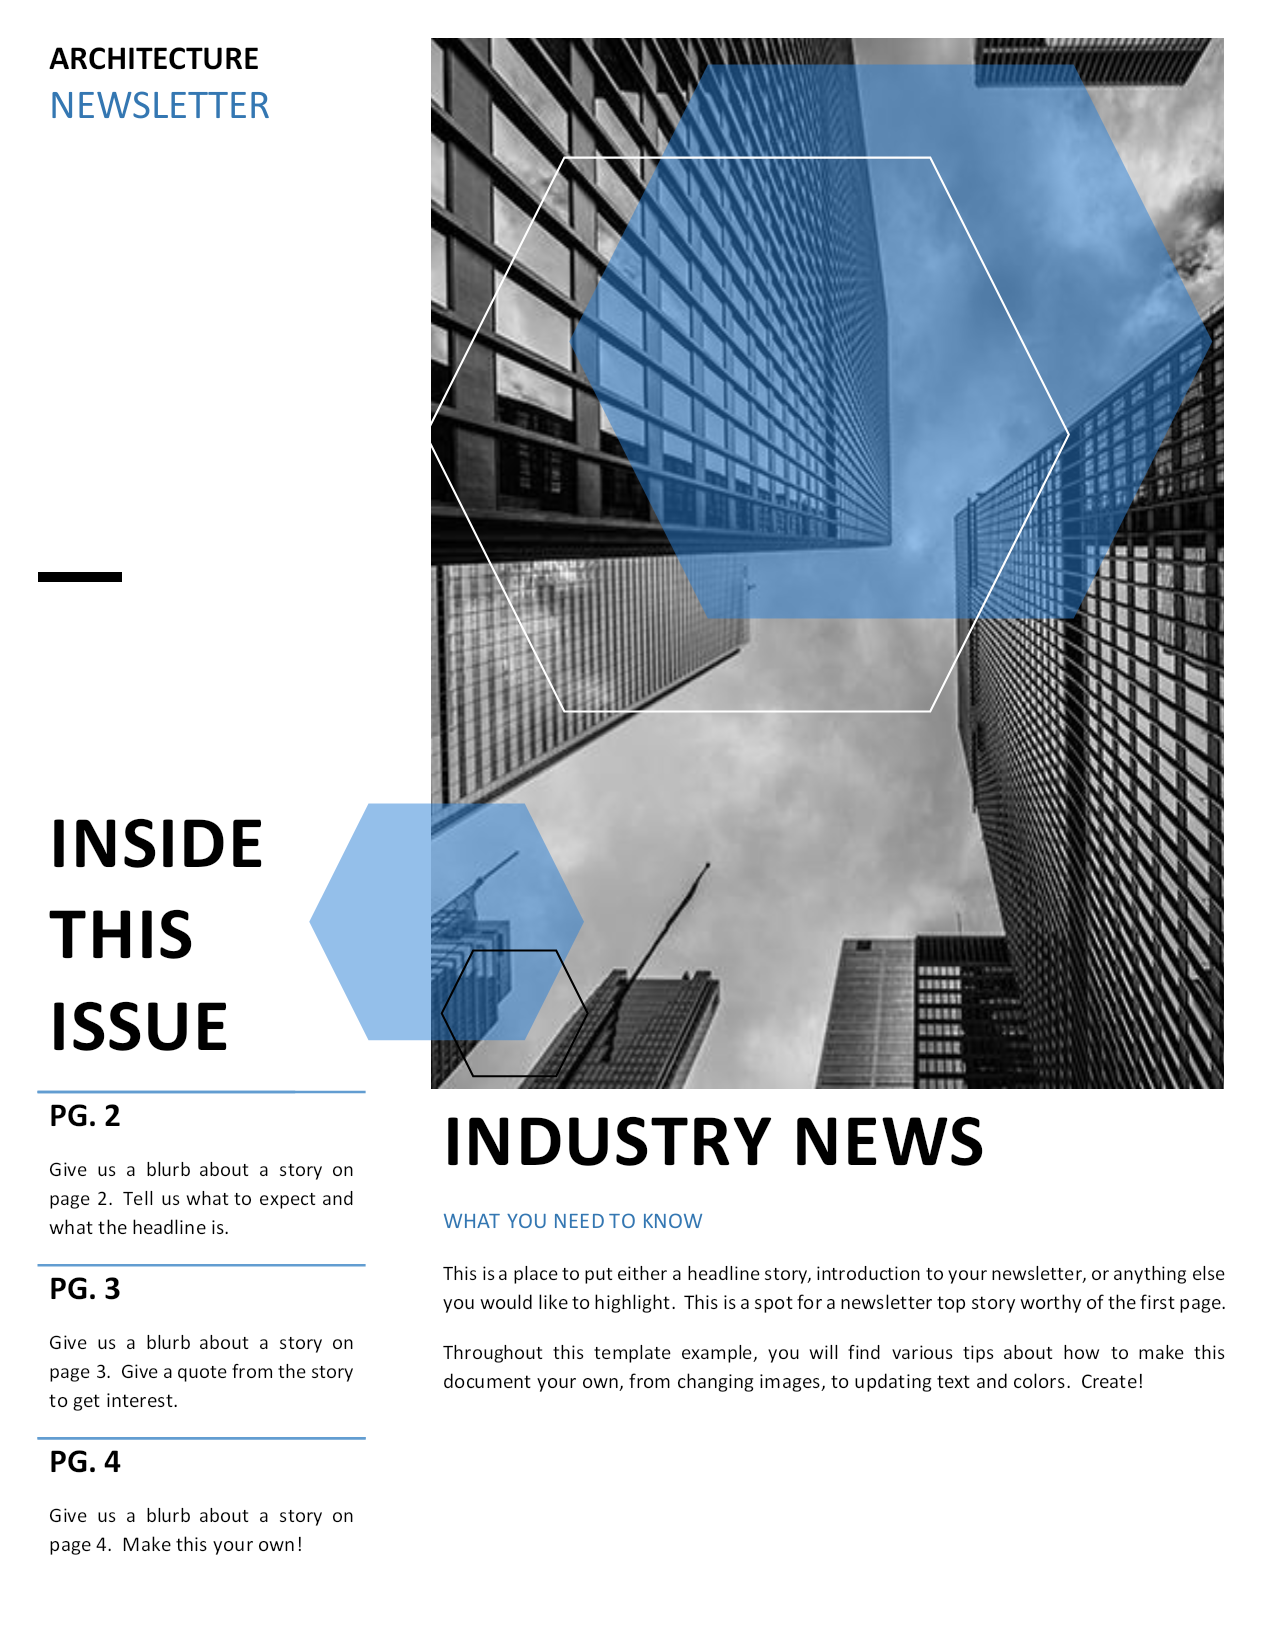 ARCHITECTURE
NEWSLETTER
INSIDE
THIS
ISSUE
PG. 2
Give us a blurb about a story on
page 2.  Tell us what to expect and
what the headline is.
PG. 3
Give us a blurb about a story on
page 3.  Give a quote from the story
to get interest.
PG. 4
Give us a blurb about a story on
page 4.  Make this your own!
INDUSTRY NEWS
WHAT YOU NEED TO KNOW
This is a place to put either a headline story, introduction to your newsletter, or anything else
you would like to highlight.  This is a spot for a newsletter top story worthy of the first page.
Throughout this template example, you will find various tips about how to make this
document your own, from changing images, to updating text and colors.  Create!